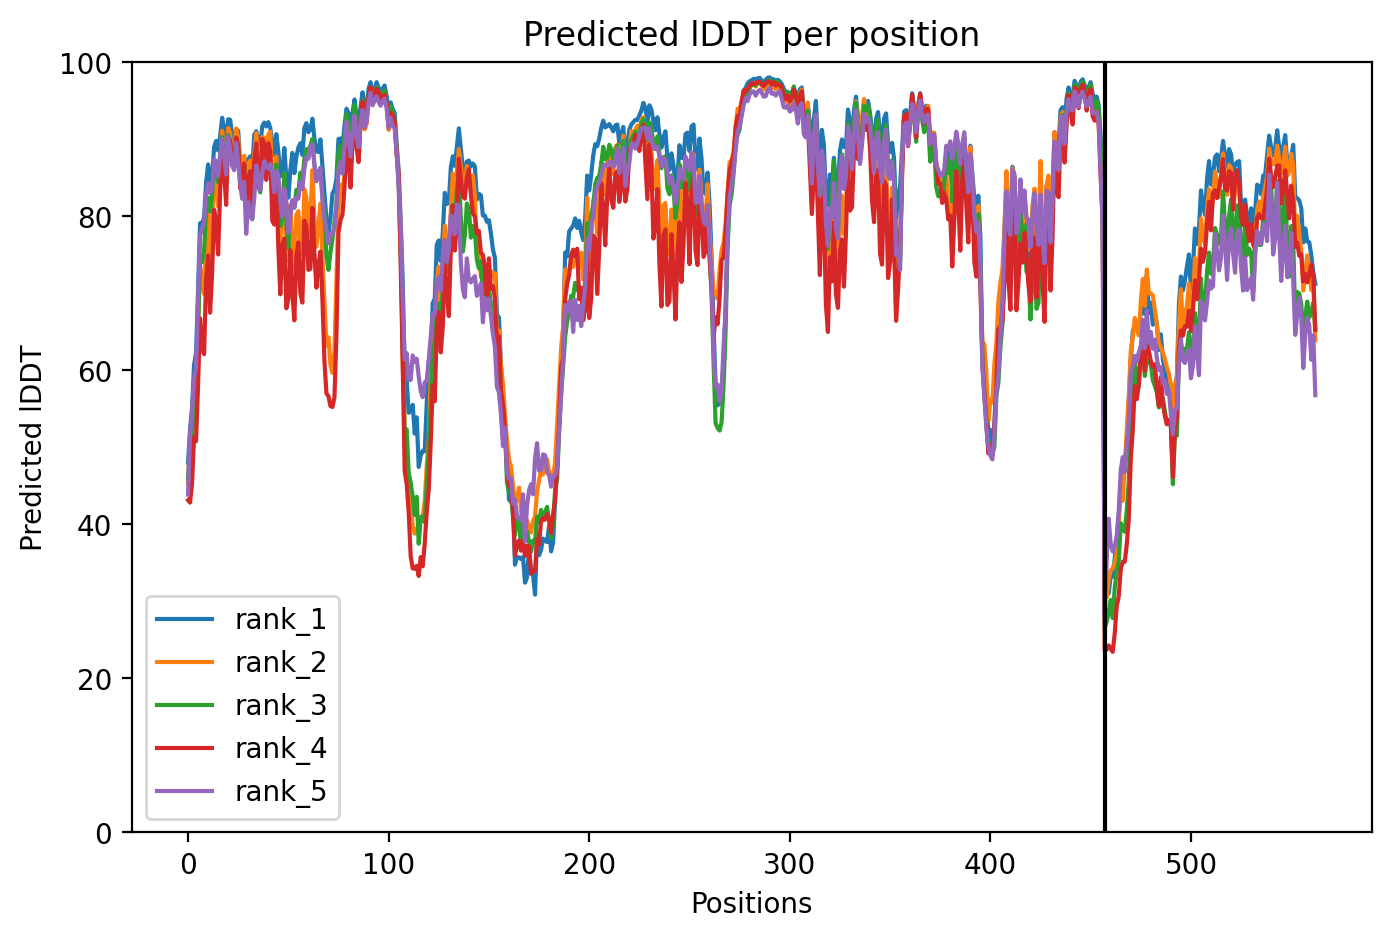 Predicted lDDT per position
100
80
60
40
20
0
Predicted lDDT
rank_1
rank_2
rank_3
rank_4
rank_5
0 100 200 300 400 500
Positions